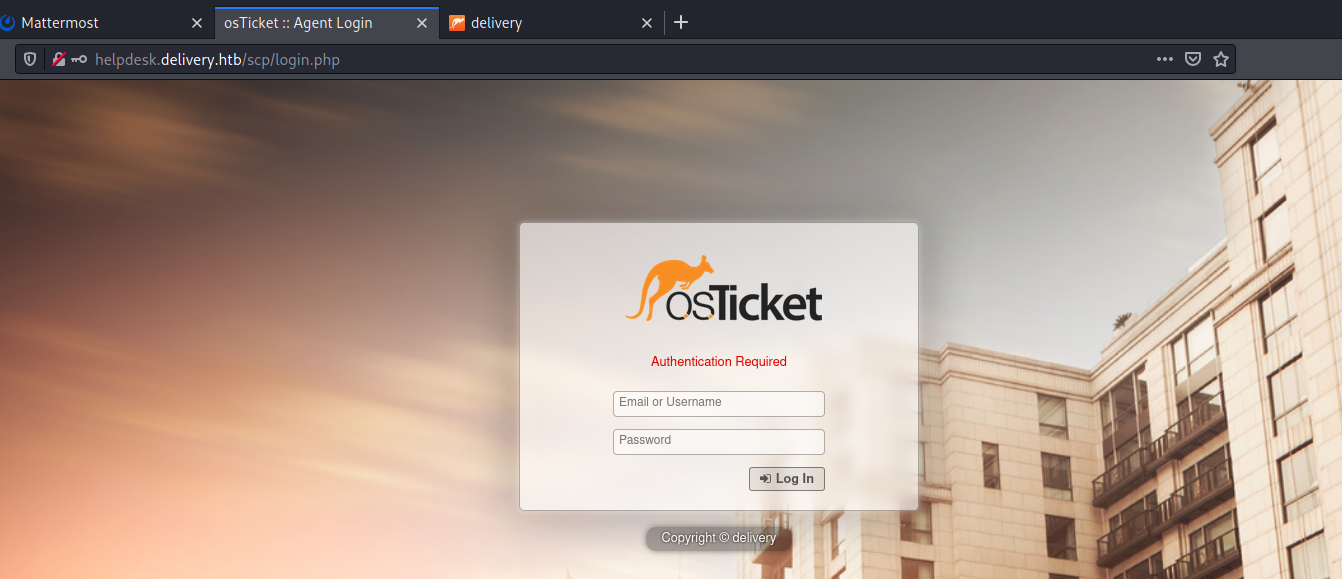 Mattermost
osTicket :: Agent Login
delivery
helpdesk.delivery.htb/scp/login.php
osTicket
Authentication Required
Email or Username
Password
Log In
Copyright © delivery